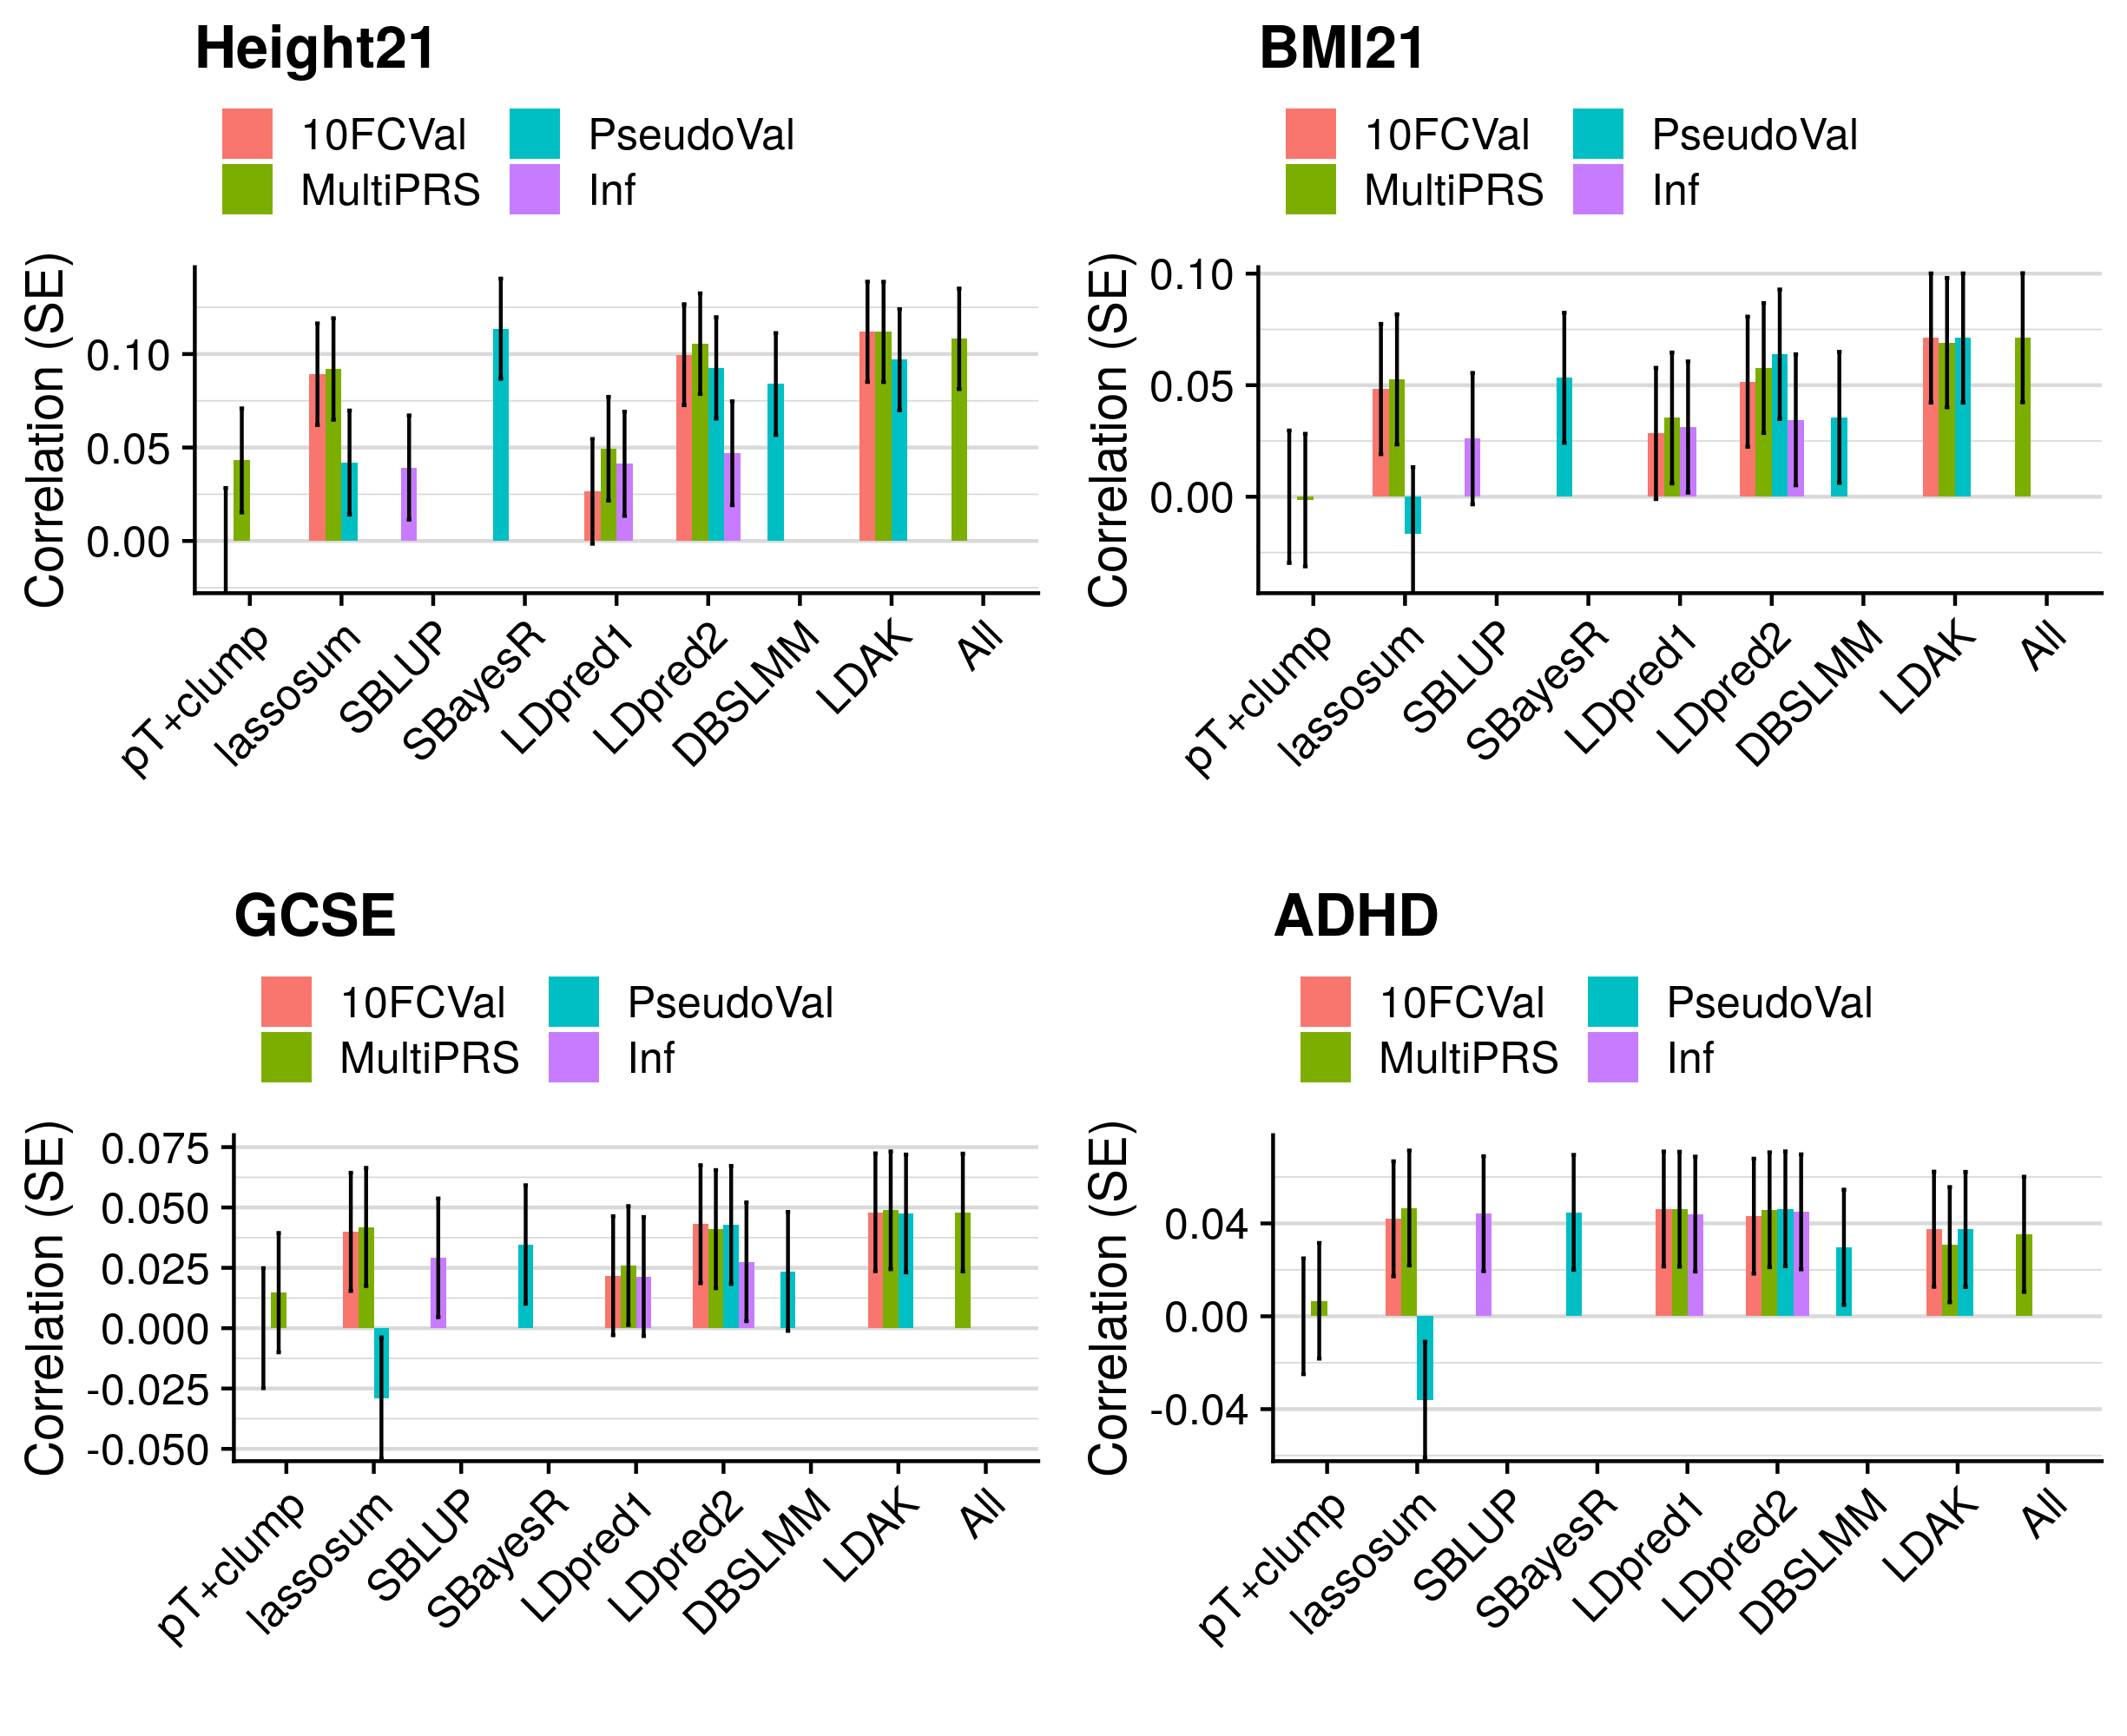 Height21
10FCVal
PseudoVal
MultiPRS
Inf
Correlation (SE)
0.10
0.05
0.00
pT+clump
lassosum
SBLUP
SBayesR
LDpred1
LDpred2
DBSLMM
LDAK
All
BMI21
10FCVal
PseudoVal
MultiPRS
Inf
Correlation (SE)
0.10
0.05
0.00
pT+clump
lassosum
SBLUP
SBayesR
LDpred1
LDpred2
DBSLMM
LDAK
All
GCSE
10FCVal
PseudoVal
MultiPRS
Inf
Correlation (SE)
0.075
0.050
0.025
0.000
-0.025
-0.050
pT+clump
lassosum
SBLUP
SBayesR
LDpred1
LDpred2
DBSLMM
LDAK
All
ADHD
10FCVal
PseudoVal
MultiPRS
Inf
Correlation (SE)
0.04
0.00
-0.04
pT+clump
lassosum
SBLUP
SBayesR
LDpred1
LDpred2
DBSLMM
LDAK
All